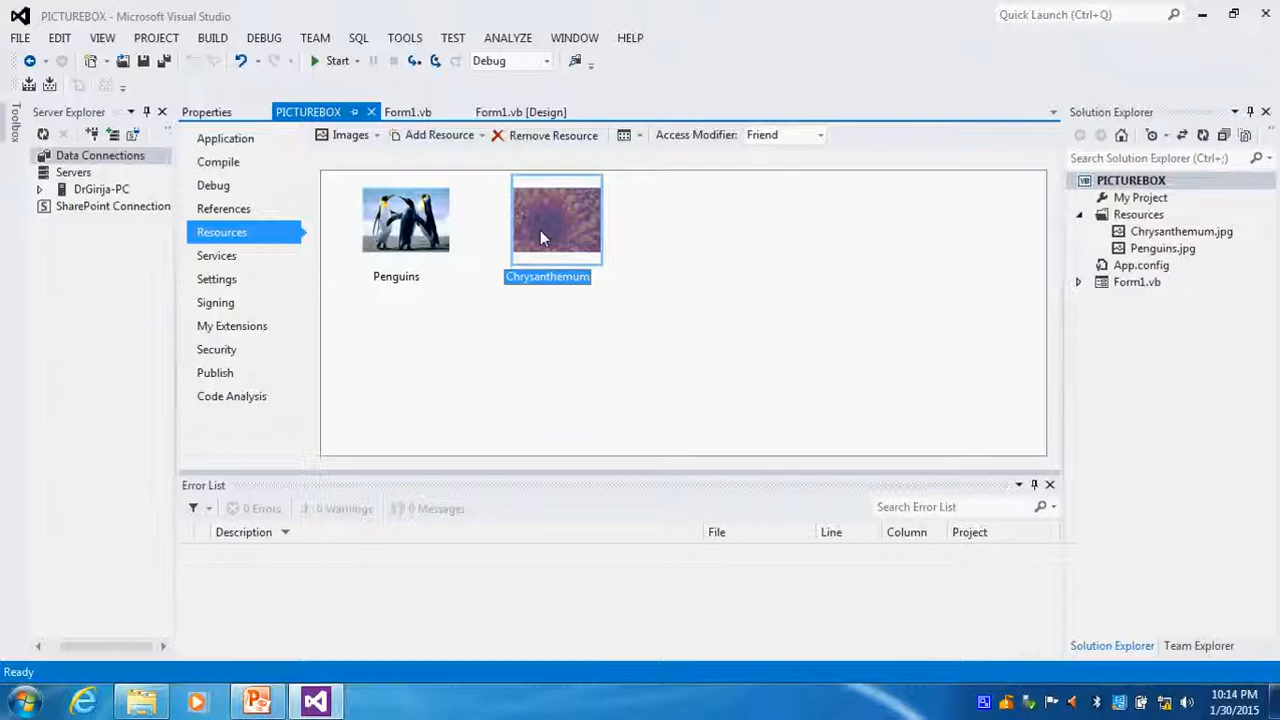 PICTUREBOX - Microsoft Visual Studio
Quick Launch (Ctrl+Q)
FILE EDIT VIEW PROJECT BUILD DEBUG TEAM SQL TOOLS TEST ANALYZE WINDOW HELP
Start Debug
Server Explorer
Toolbox
Data Connections
Servers
DrGirija-PC
SharePoint Connection
Properties PICTUREBOX Form1.vb Form1.vb [Design]
Images Add Resource Remove Resource Access Modifier: Friend
Application
Compile
Debug
References
Resources
Services
Settings
Signing
My Extensions
Security
Publish
Code Analysis
Penguins
Chrysanthemum
Error List
0 Errors 0 Warnings 0 Messages
Search Error List
Description File Line Column Project
Solution Explorer
Search Solution Explorer (Ctrl+;)
VB PICTUREBOX
My Project
Resources
Chrysanthemum.jpg
Penguins.jpg
App.config
Form1.vb
Solution Explorer Team Explorer
Ready
10:14 PM
1/30/2015